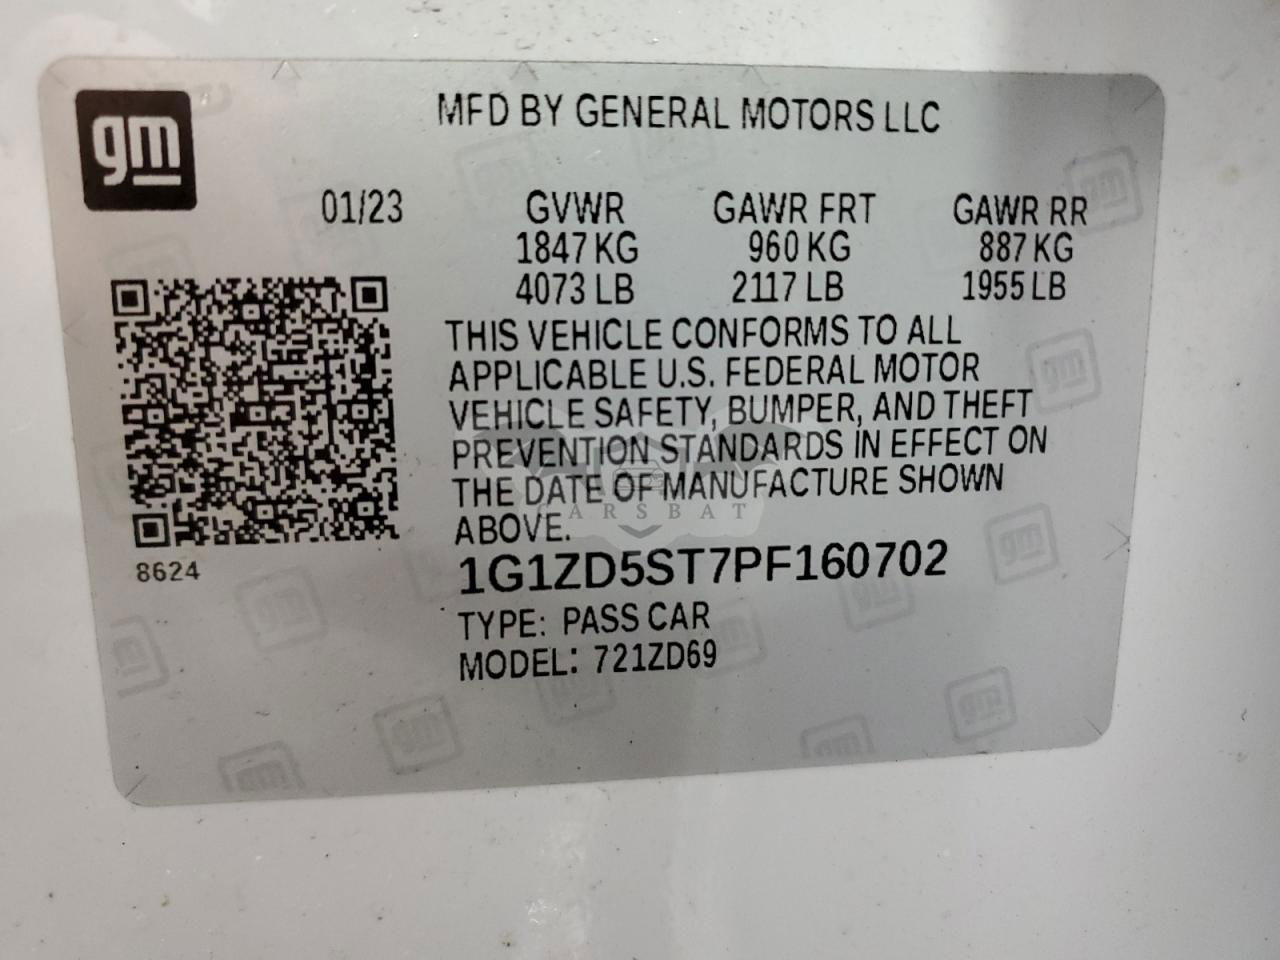 gm
MFD BY GENERAL MOTORS LLC
01/23 GVWR GAWR FRT GAWR RR
1847 KG 960 KG 887 KG
4073 LB 2117 LB 1955 LB
THIS VEHICLE CONFORMS TO ALL
APPLICABLE U.S. FEDERAL MOTOR
VEHICLE SAFETY, BUMPER, AND THEFT
PREVENTION STANDARDS IN EFFECT ON
THE DATE OF MANUFACTURE SHOWN
CARSBAT
ABOVE.
8624
1G1ZD5ST7PF160702
TYPE: PASS CAR
MODEL: 721ZD69